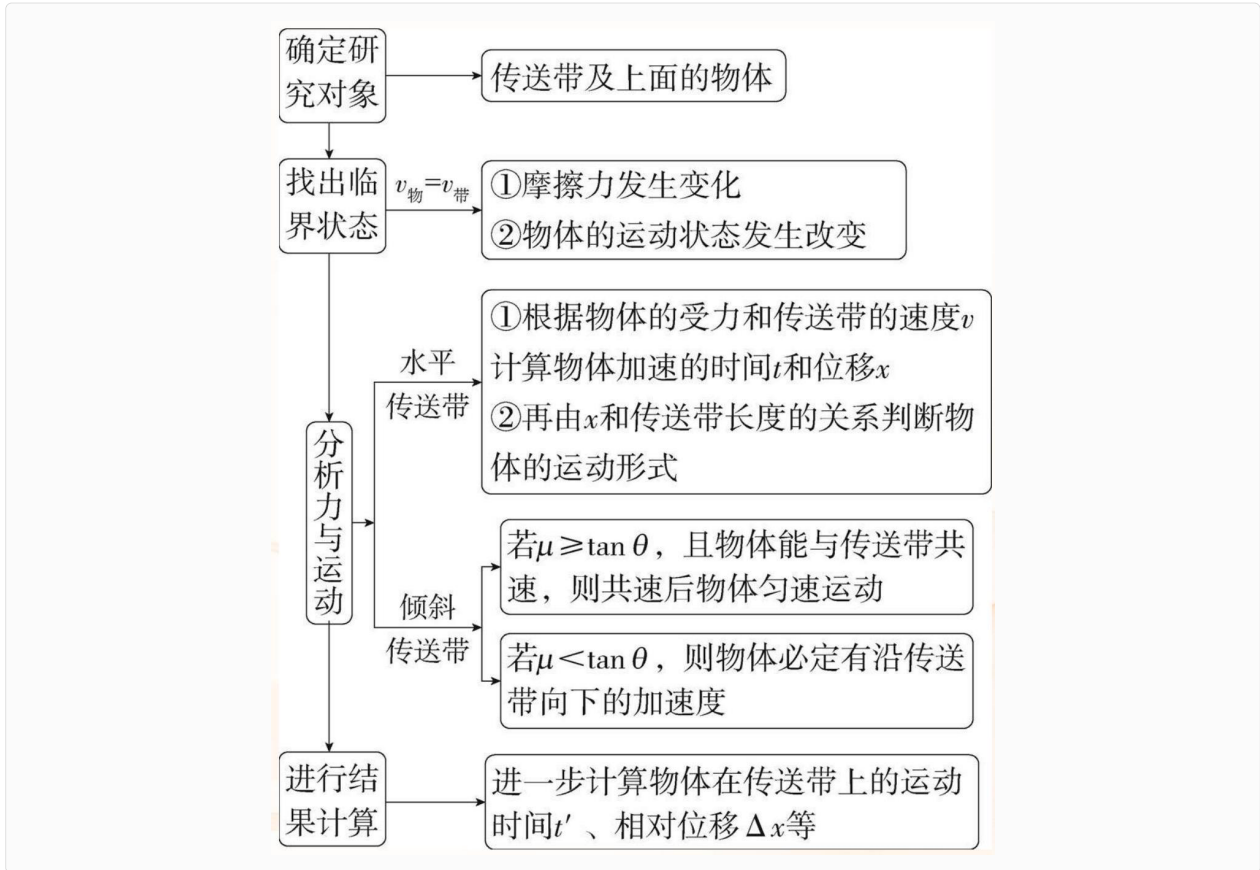 确定研
究对象
传送带及上面的物体
找出临
界状态
v物=v带
①摩擦力发生变化
②物体的运动状态发生改变
分析力与运动
水平
传送带
①根据物体的受力和传送带的速度v
计算物体加速的时间t和位移x
②再由x和传送带长度的关系判断物
体的运动形式
倾斜
传送带
若μ≥tan θ，且物体能与传送带共
速，则共速后物体匀速运动
若μ<tan θ，则物体必定有沿传送
带向下的加速度
进行结
果计算
进一步计算物体在传送带上的运动
时间t′、相对位移Δx等